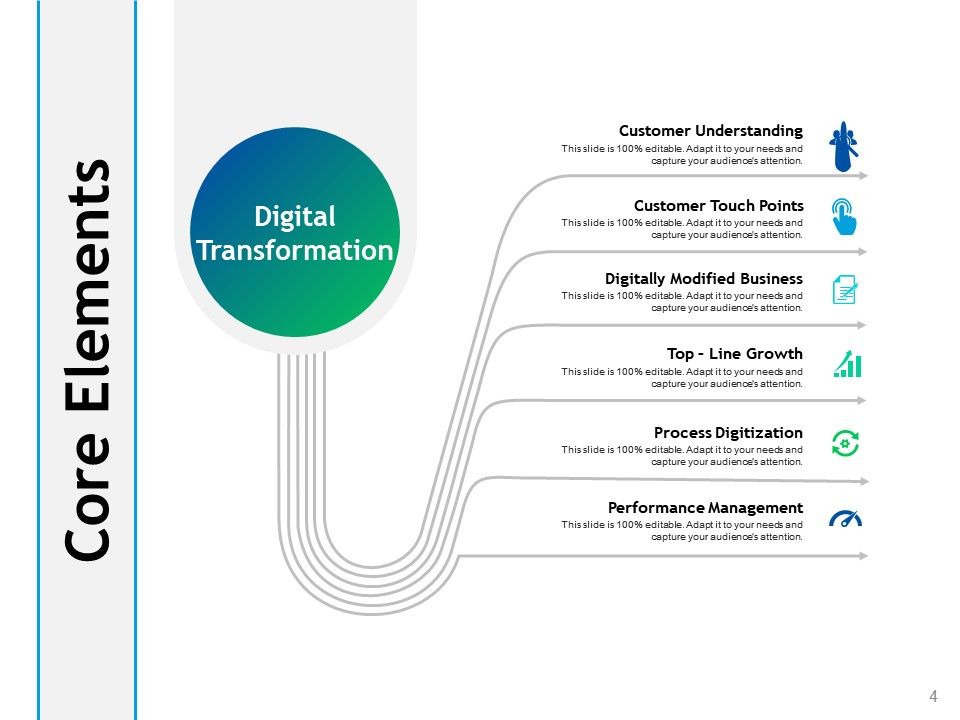 Core Elements
Digital
Transformation
Customer Understanding
This slide is 100% editable. Adapt it to your needs and
capture your audience's attention.
Customer Touch Points
This slide is 100% editable. Adapt it to your needs and
capture your audience's attention.
Digitally Modified Business
This slide is 100% editable. Adapt it to your needs and
capture your audience's attention.
Top – Line Growth
This slide is 100% editable. Adapt it to your needs and
capture your audience's attention.
Process Digitization
This slide is 100% editable. Adapt it to your needs and
capture your audience's attention.
Performance Management
This slide is 100% editable. Adapt it to your needs and
capture your audience's attention.
4